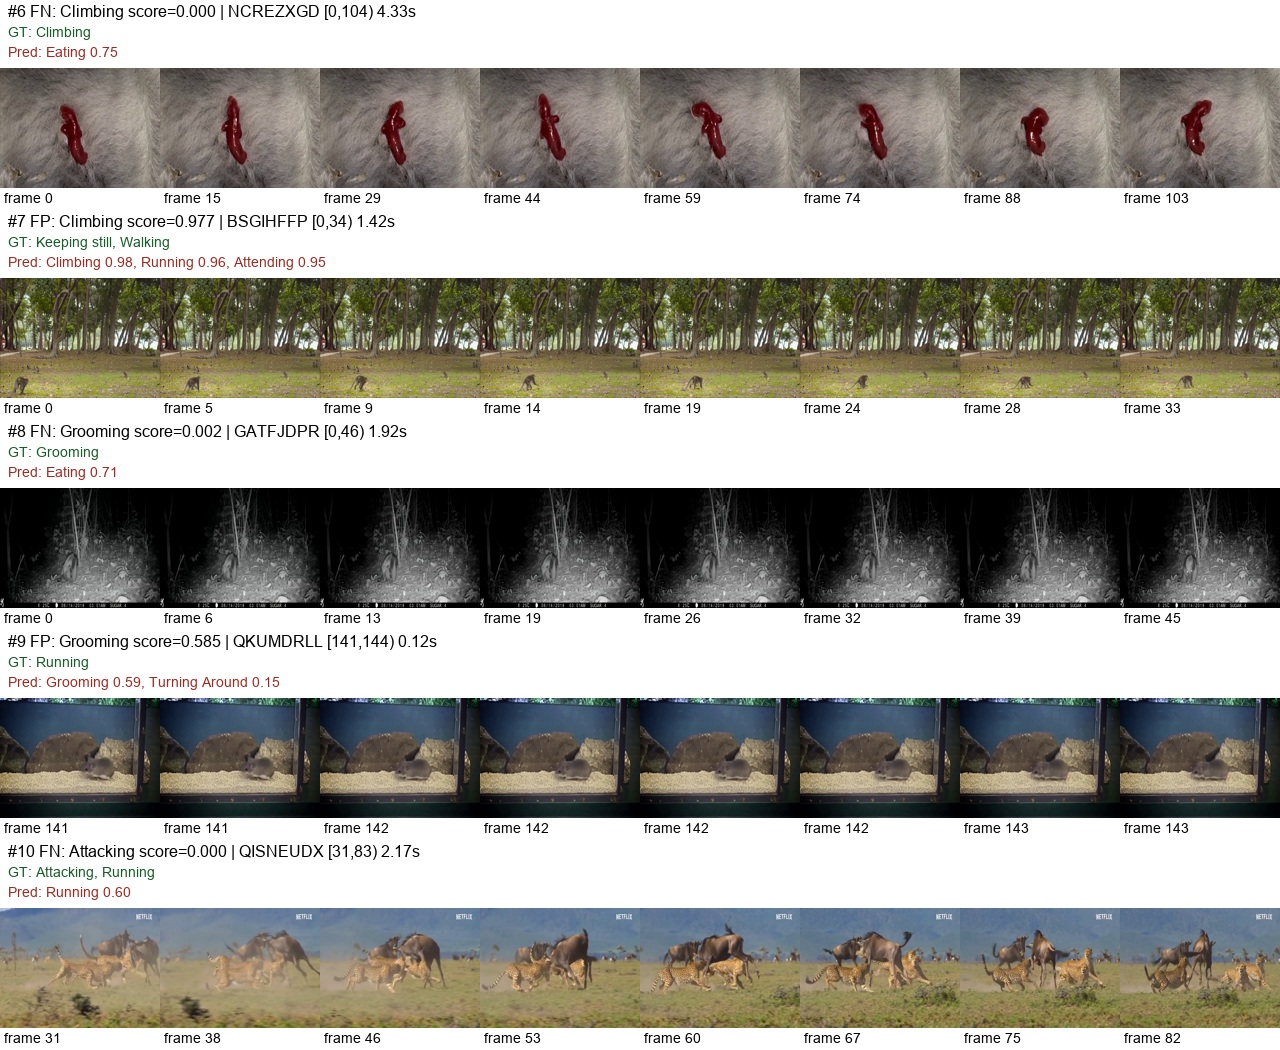 #6 FN: Climbing score=0.000 | NCREZXGD [0,104) 4.33s
GT: Climbing
Pred: Eating 0.75
frame 0 frame 15 frame 29 frame 44 frame 59 frame 74 frame 88 frame 103
#7 FP: Climbing score=0.977 | BSGIHFFP [0,34) 1.42s
GT: Keeping still, Walking
Pred: Climbing 0.98, Running 0.96, Attending 0.95
frame 0 frame 5 frame 9 frame 14 frame 19 frame 24 frame 28 frame 33
#8 FN: Grooming score=0.002 | GATFJDPR [0,46) 1.92s
GT: Grooming
Pred: Eating 0.71
frame 0 frame 6 frame 13 frame 19 frame 26 frame 32 frame 39 frame 45
#9 FP: Grooming score=0.585 | QKUMDRLL [141,144) 0.12s
GT: Running
Pred: Grooming 0.59, Turning Around 0.15
frame 141 frame 141 frame 142 frame 142 frame 142 frame 142 frame 143 frame 143
#10 FN: Attacking score=0.000 | QISNEUDX [31,83) 2.17s
GT: Attacking, Running
Pred: Running 0.60
NETFLIX NETFLIX NETFLIX NETFLIX NETFLIX NETFLIX NETFLIX NETFLIX
frame 31 frame 38 frame 46 frame 53 frame 60 frame 67 frame 75 frame 82